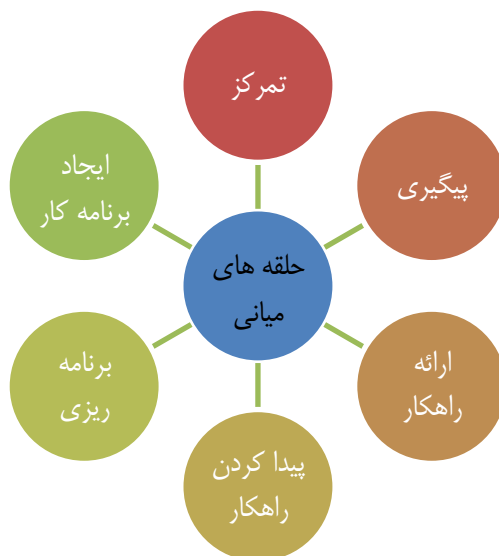 تمرکز
پیگیری
ارائه
راهکار
پیدا کردن
راهکار
برنامه
ریزی
ایجاد
برنامه کار
حلقه های
میانی